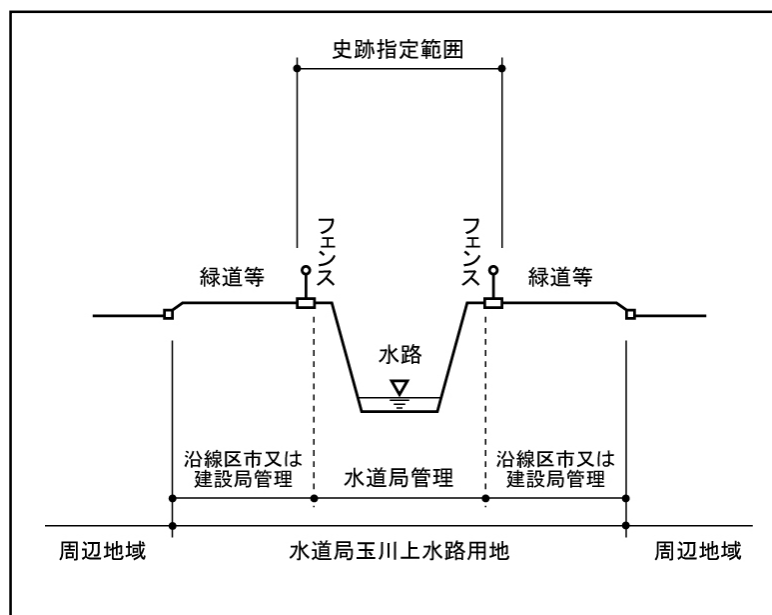 史跡指定範囲
フェンス
フェンス
緑道等
緑道等
水路
沿線区市又は
建設局管理
水道局管理
沿線区市又は
建設局管理
周辺地域
水道局玉川上水路用地
周辺地域